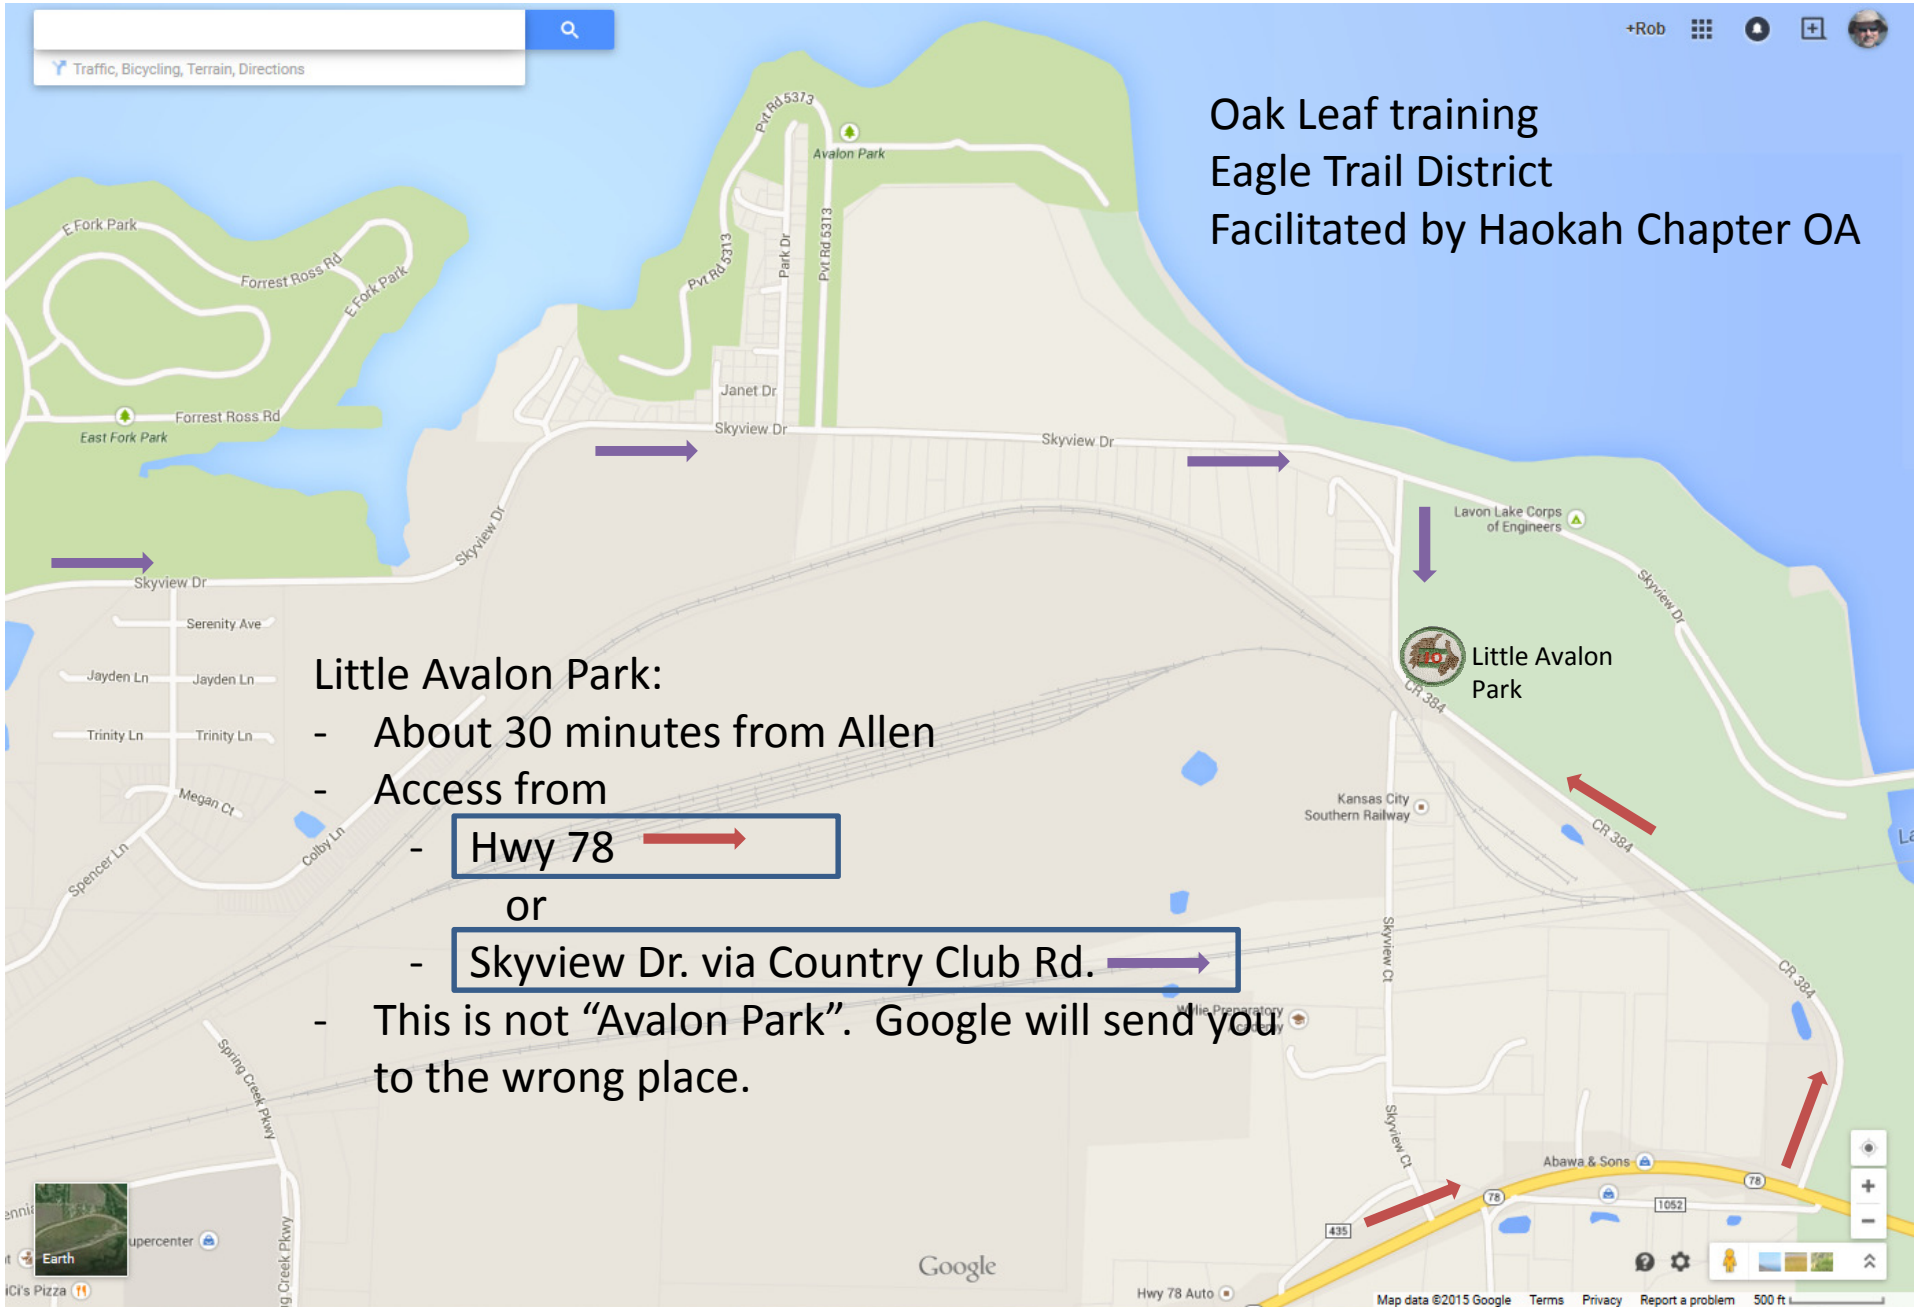 +Rob
Traffic, Bicycling, Terrain, Directions
Oak Leaf training
Eagle Trail District
Facilitated by Haokah Chapter OA
Pvt Rd 5373
Avalon Park
E Fork Park
Forrest Ross Rd
E Fork Park
Pvt Rd 5313
Park Dr
Pvt Rd 5313
Janet Dr
Forrest Ross Rd
East Fork Park
Skyview Dr
Skyview Dr
Skyview Dr
Lavon Lake Corps
of Engineers
Skyview Dr
Skyview Dr
Serenity Ave
Jayden Ln
Jayden Ln
Trinity Ln
Trinity Ln
Megan Ct
Colby Ln
Spencer Ln
Little Avalon
Park
CR 384
Little Avalon Park:
- About 30 minutes from Allen
- Access from
- Hwy 78
or
- Skyview Dr. via Country Club Rd.
- This is not “Avalon Park”. Google will send you
to the wrong place.
Kansas City
Southern Railway
CR 384
Skyview Ct
CR 384
Wylie Preparatory
Academy
Spring Creek Pkwy
Skyview Ct
Abawa & Sons
78
78
1052
435
Earth
upercenter
iCi's Pizza
g Creek Pkwy
Google
Hwy 78 Auto
Map data ©2015 Google Terms Privacy Report a problem 500 ft